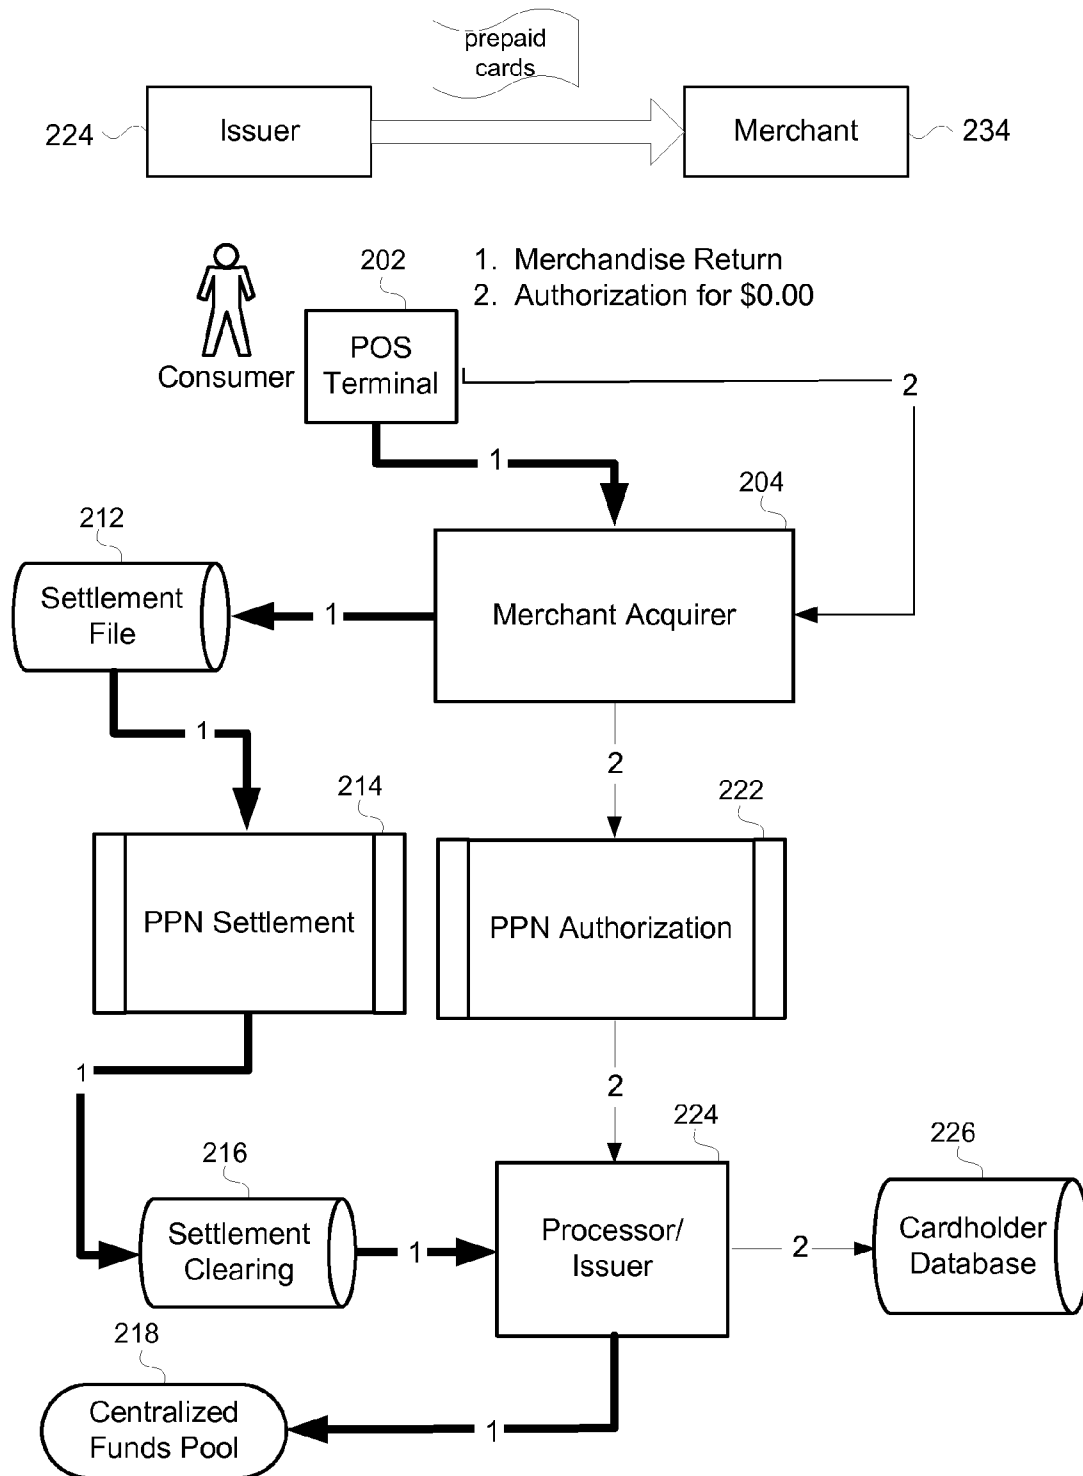 prepaid
cards
224
Issuer
Merchant
234
202
1. Merchandise Return
2. Authorization for $0.00
POS
Terminal
Consumer
2
1
204
212
Settlement
File
1
Merchant Acquirer
1
2
214
222
PPN Settlement
PPN Authorization
1
2
224
216
226
Settlement
Clearing
1
Processor/
Issuer
2
Cardholder
Database
218
Centralized
Funds Pool
1